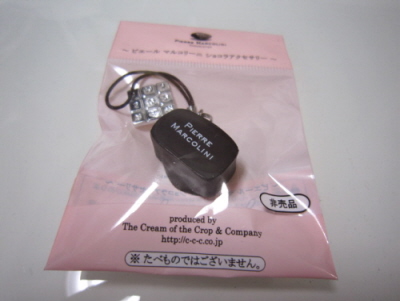 PIERRE MARCOLINI
～ピエール マルコリーニ ショコラアクセサリー～
PIERRE
MARCOLINI
非売品
produced by
The Cream of the Crop & Company
http://c-c-c.co.jp
※たべものではございません。